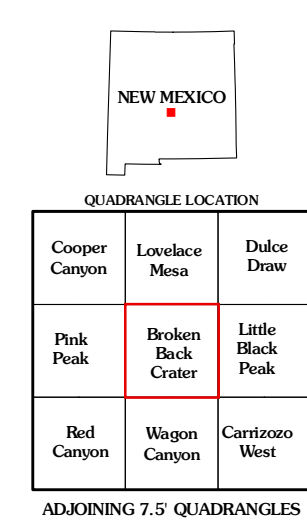 NEW MEXICO
QUADRANGLE LOCATION
Cooper
Canyon
Lovelace
Mesa
Dulce
Draw
Pink
Peak
Broken
Back
Crater
Little
Black
Peak
Red
Canyon
Wagon
Canyon
Carrizozo
West
ADJOINING 7.5' QUADRANGLES